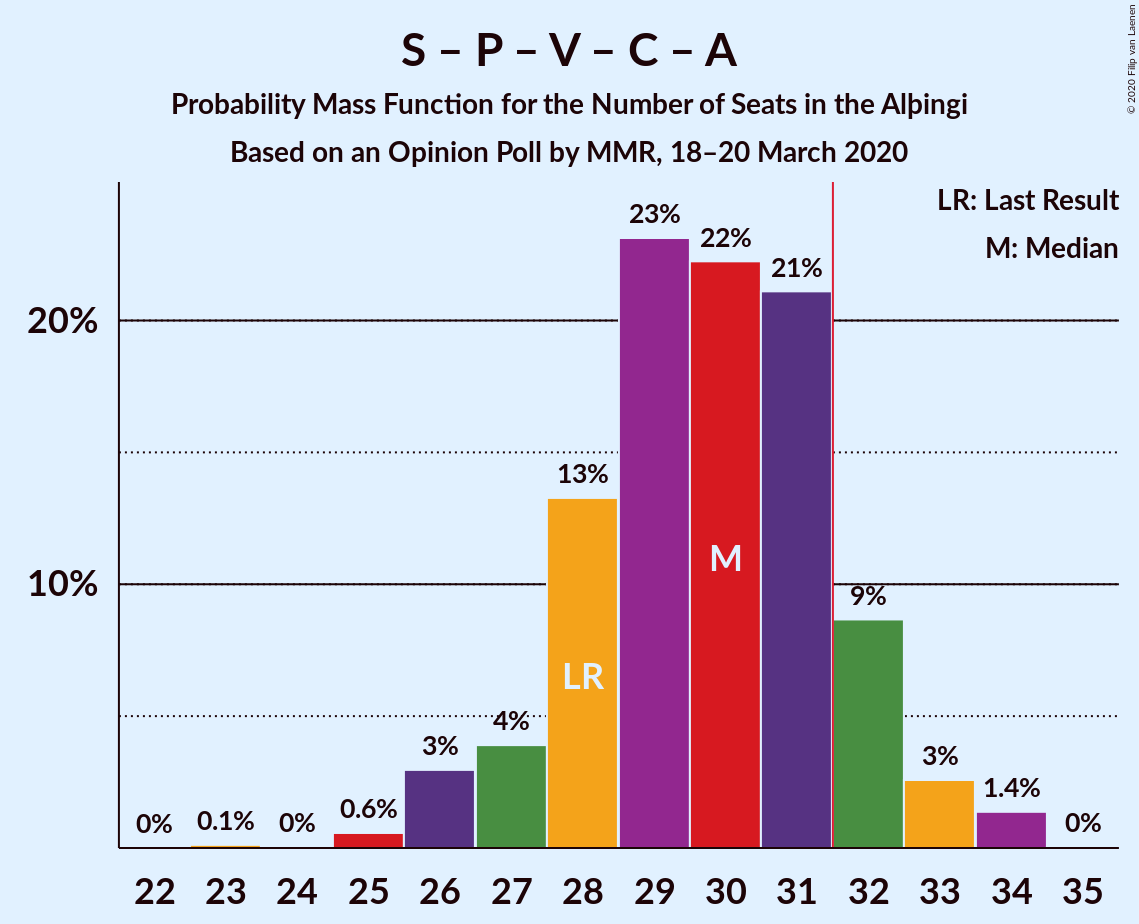 S – P – V – C – A
Probability Mass Function for the Number of Seats in the Alþingi
Based on an Opinion Poll by MMR, 18–20 March 2020
© 2020 Filip van Laenen
LR: Last Result
M: Median
20%
10%
0%
0.1%
0%
0.6%
3%
4%
13%
23%
22%
21%
9%
3%
1.4%
0%
LR
M
22 23 24 25 26 27 28 29 30 31 32 33 34 35